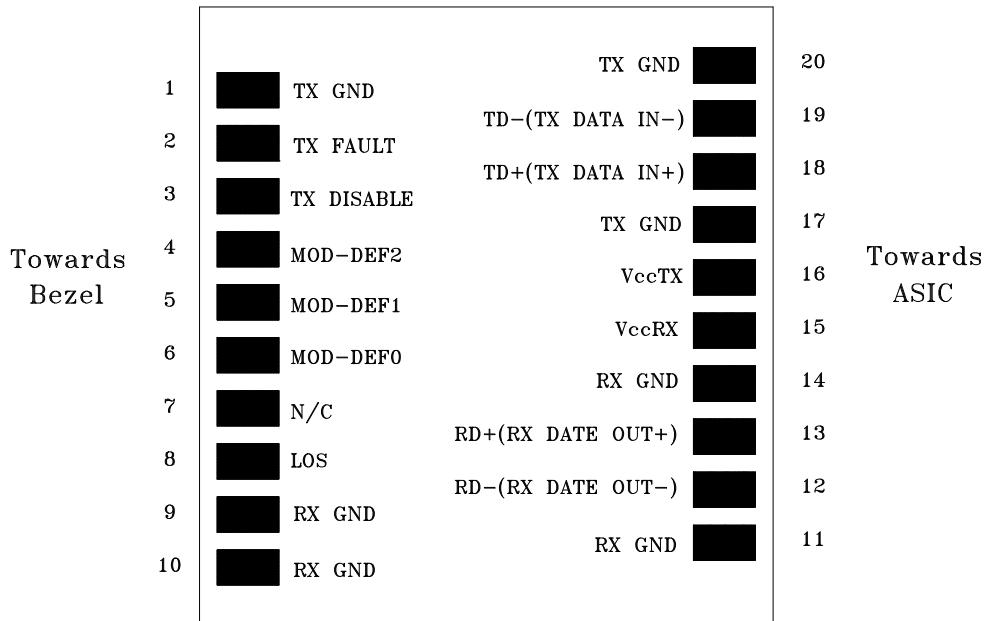 Towards
Bezel
1 TX GND
2 TX FAULT
3 TX DISABLE
4 MOD-DEF2
5 MOD-DEF1
6 MOD-DEF0
7 N/C
8 LOS
9 RX GND
10 RX GND
TX GND 20
TD-(TX DATA IN-) 19
TD+(TX DATA IN+) 18
TX GND 17
VccTX 16
VccRX 15
RX GND 14
RD+(RX DATE OUT+) 13
RD-(RX DATE OUT-) 12
RX GND 11
Towards
ASIC